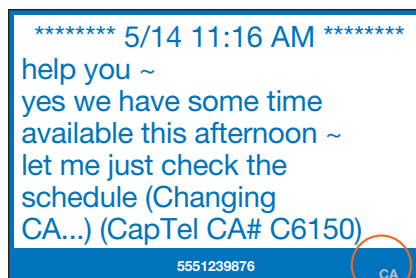 ******** 5/14 11:16 AM ********
help you ~
yes we have some time
available this afternoon ~
let me just check the
schedule (Changing
CA...) (CapTel CA# C6150)
5551239876
CA